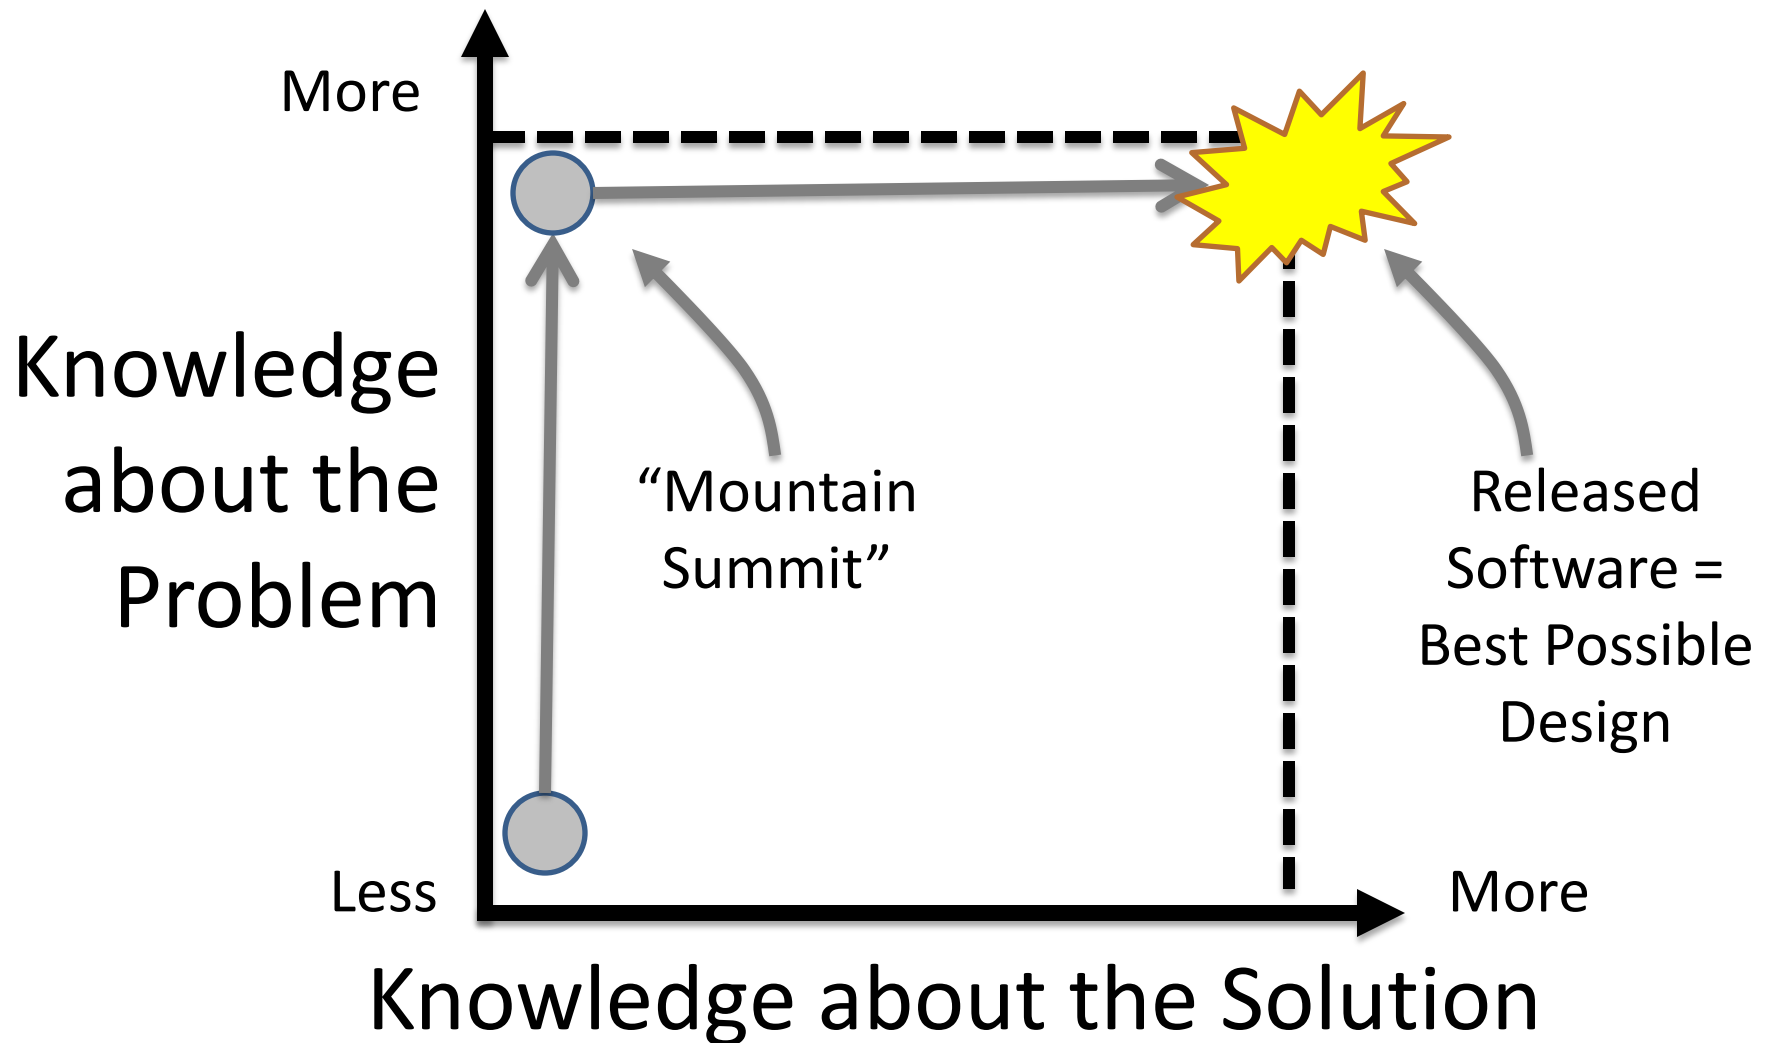 More
Knowledge
about the
Problem
“Mountain
Summit”
Released
Software =
Best Possible
Design
Less
More
Knowledge about the Solution